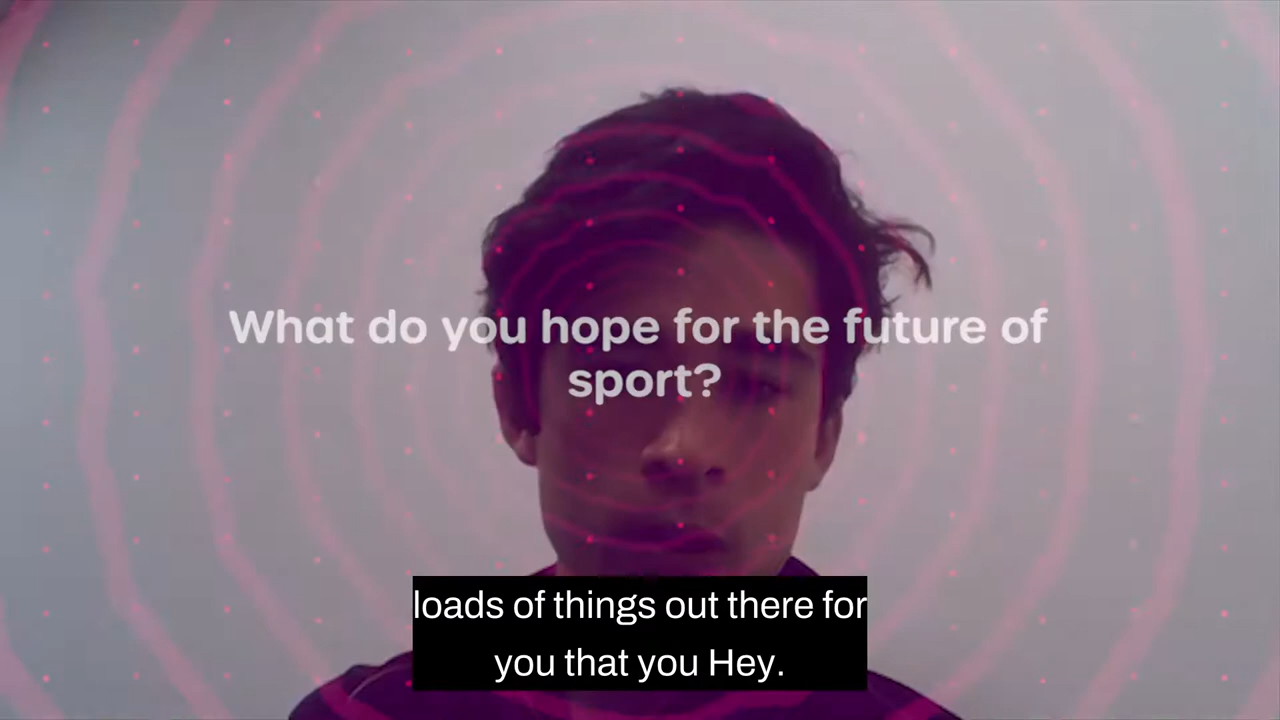 What do you hope for the future of
sport?
loads of things out there for
you that you Hey.